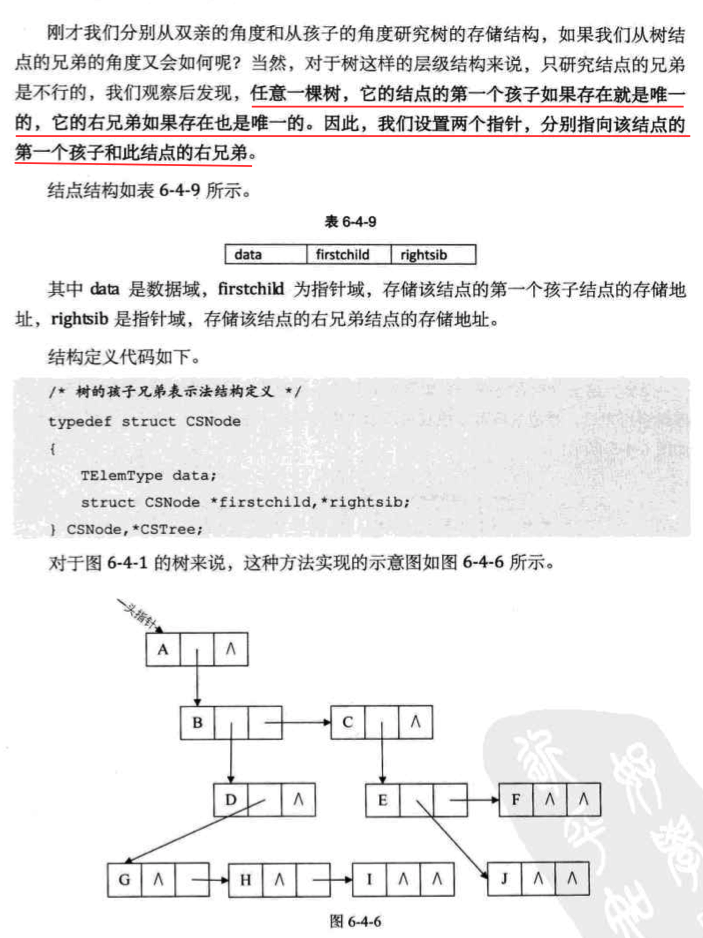 刚才我们分别从双亲的角度和从孩子的角度研究树的存储结构，如果我们从树结
点的兄弟的角度又会如何呢？当然，对于树这样的层级结构来说，只研究结点的兄弟
是不行的，我们观察后发现，任意一棵树，它的结点的第一个孩子如果存在就是唯一
的，它的右兄弟如果存在也是唯一的。因此，我们设置两个指针，分别指向该结点的
第一个孩子和此结点的右兄弟。
结点结构如表 6-4-9 所示。
表 6-4-9
data firstchild rightsib
其中 data 是数据域，firstchild 为指针域，存储该结点的第一个孩子结点的存储地
址，rightsib 是指针域，存储该结点的右兄弟结点的存储地址。
结构定义代码如下。
/* 树的孩子兄弟表示法结构定义 */
typedef struct CSNode
{
TElemType data;
struct CSNode *firstchild,*rightsib;
} CSNode,*CSTree;
对于图 6-4-1 的树来说，这种方法实现的示意图如图 6-4-6 所示。
头指针
A ∧
B C ∧
D ∧ E F ∧ ∧
G ∧ H ∧ I ∧ ∧ J ∧ ∧
图 6-4-6